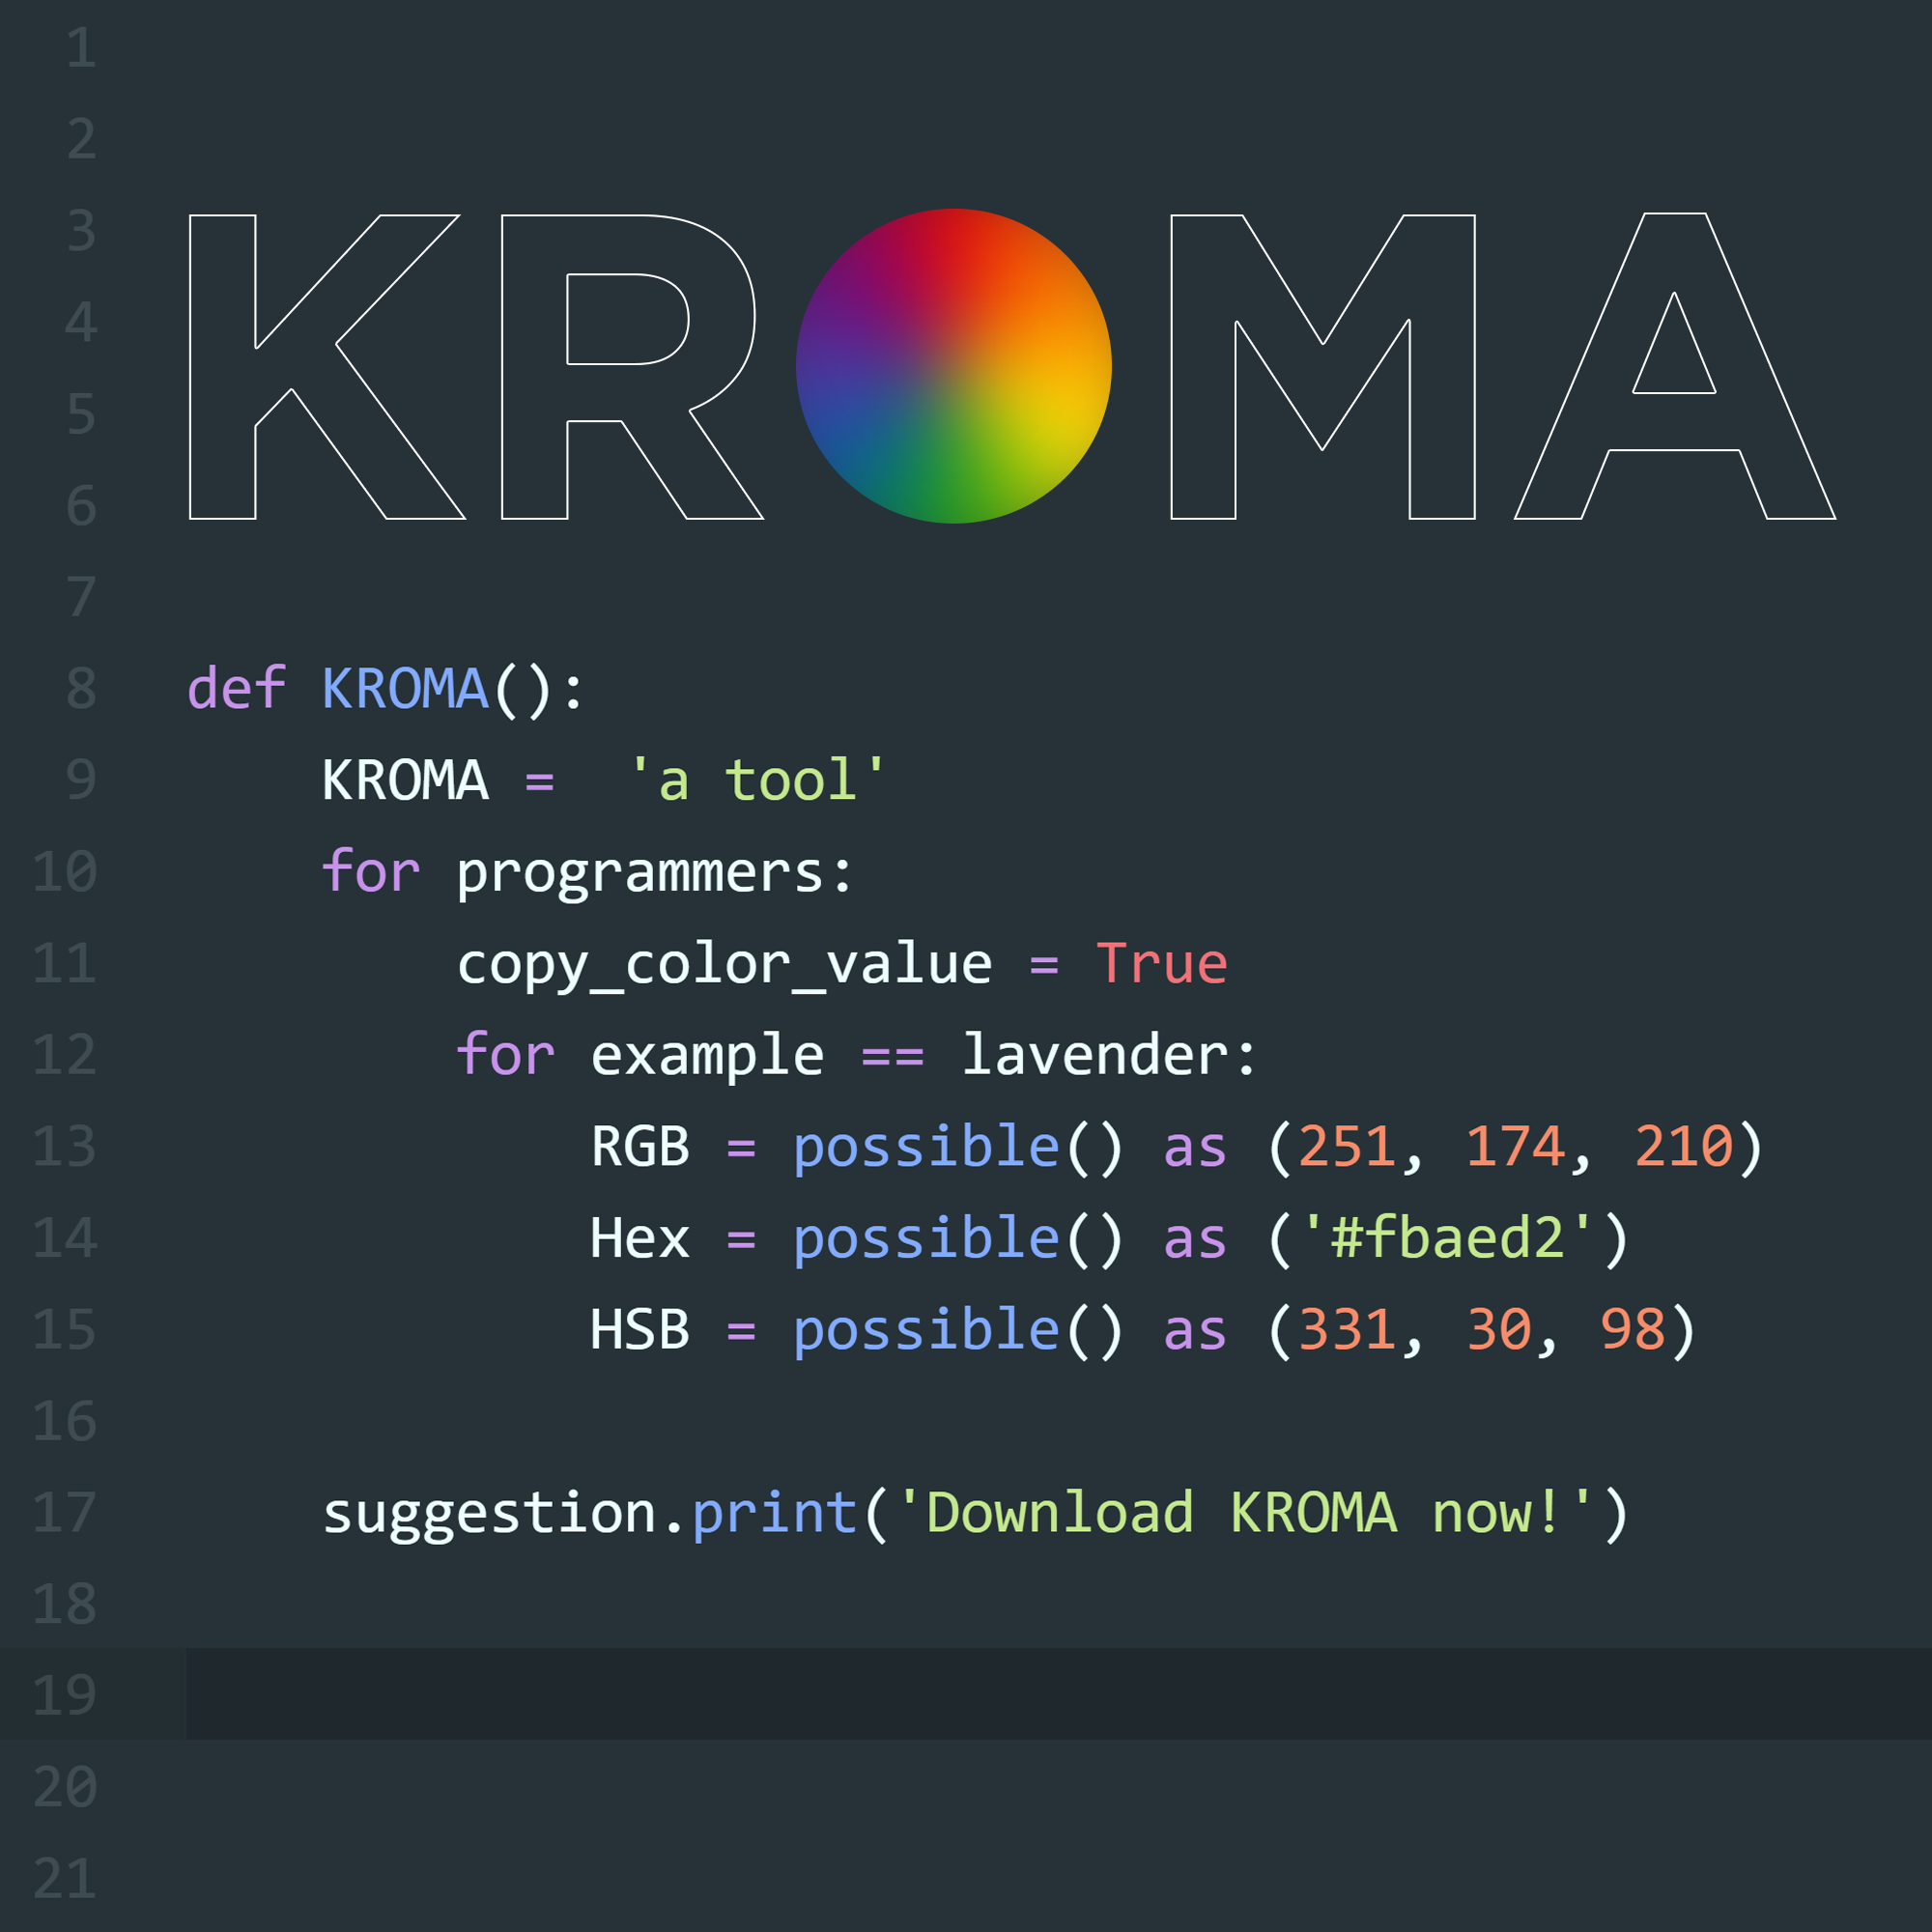 1
2
3 KROMA
4
5
6
7
8 def KROMA():
9     KROMA =  'a tool'
10     for programmers:
11         copy_color_value = True
12         for example == lavender:
13             RGB = possible() as (251, 174, 210)
14             Hex = possible() as ('#fbaed2')
15             HSB = possible() as (331, 30, 98)
16
17     suggestion.print('Download KROMA now!')
18
19
20
21